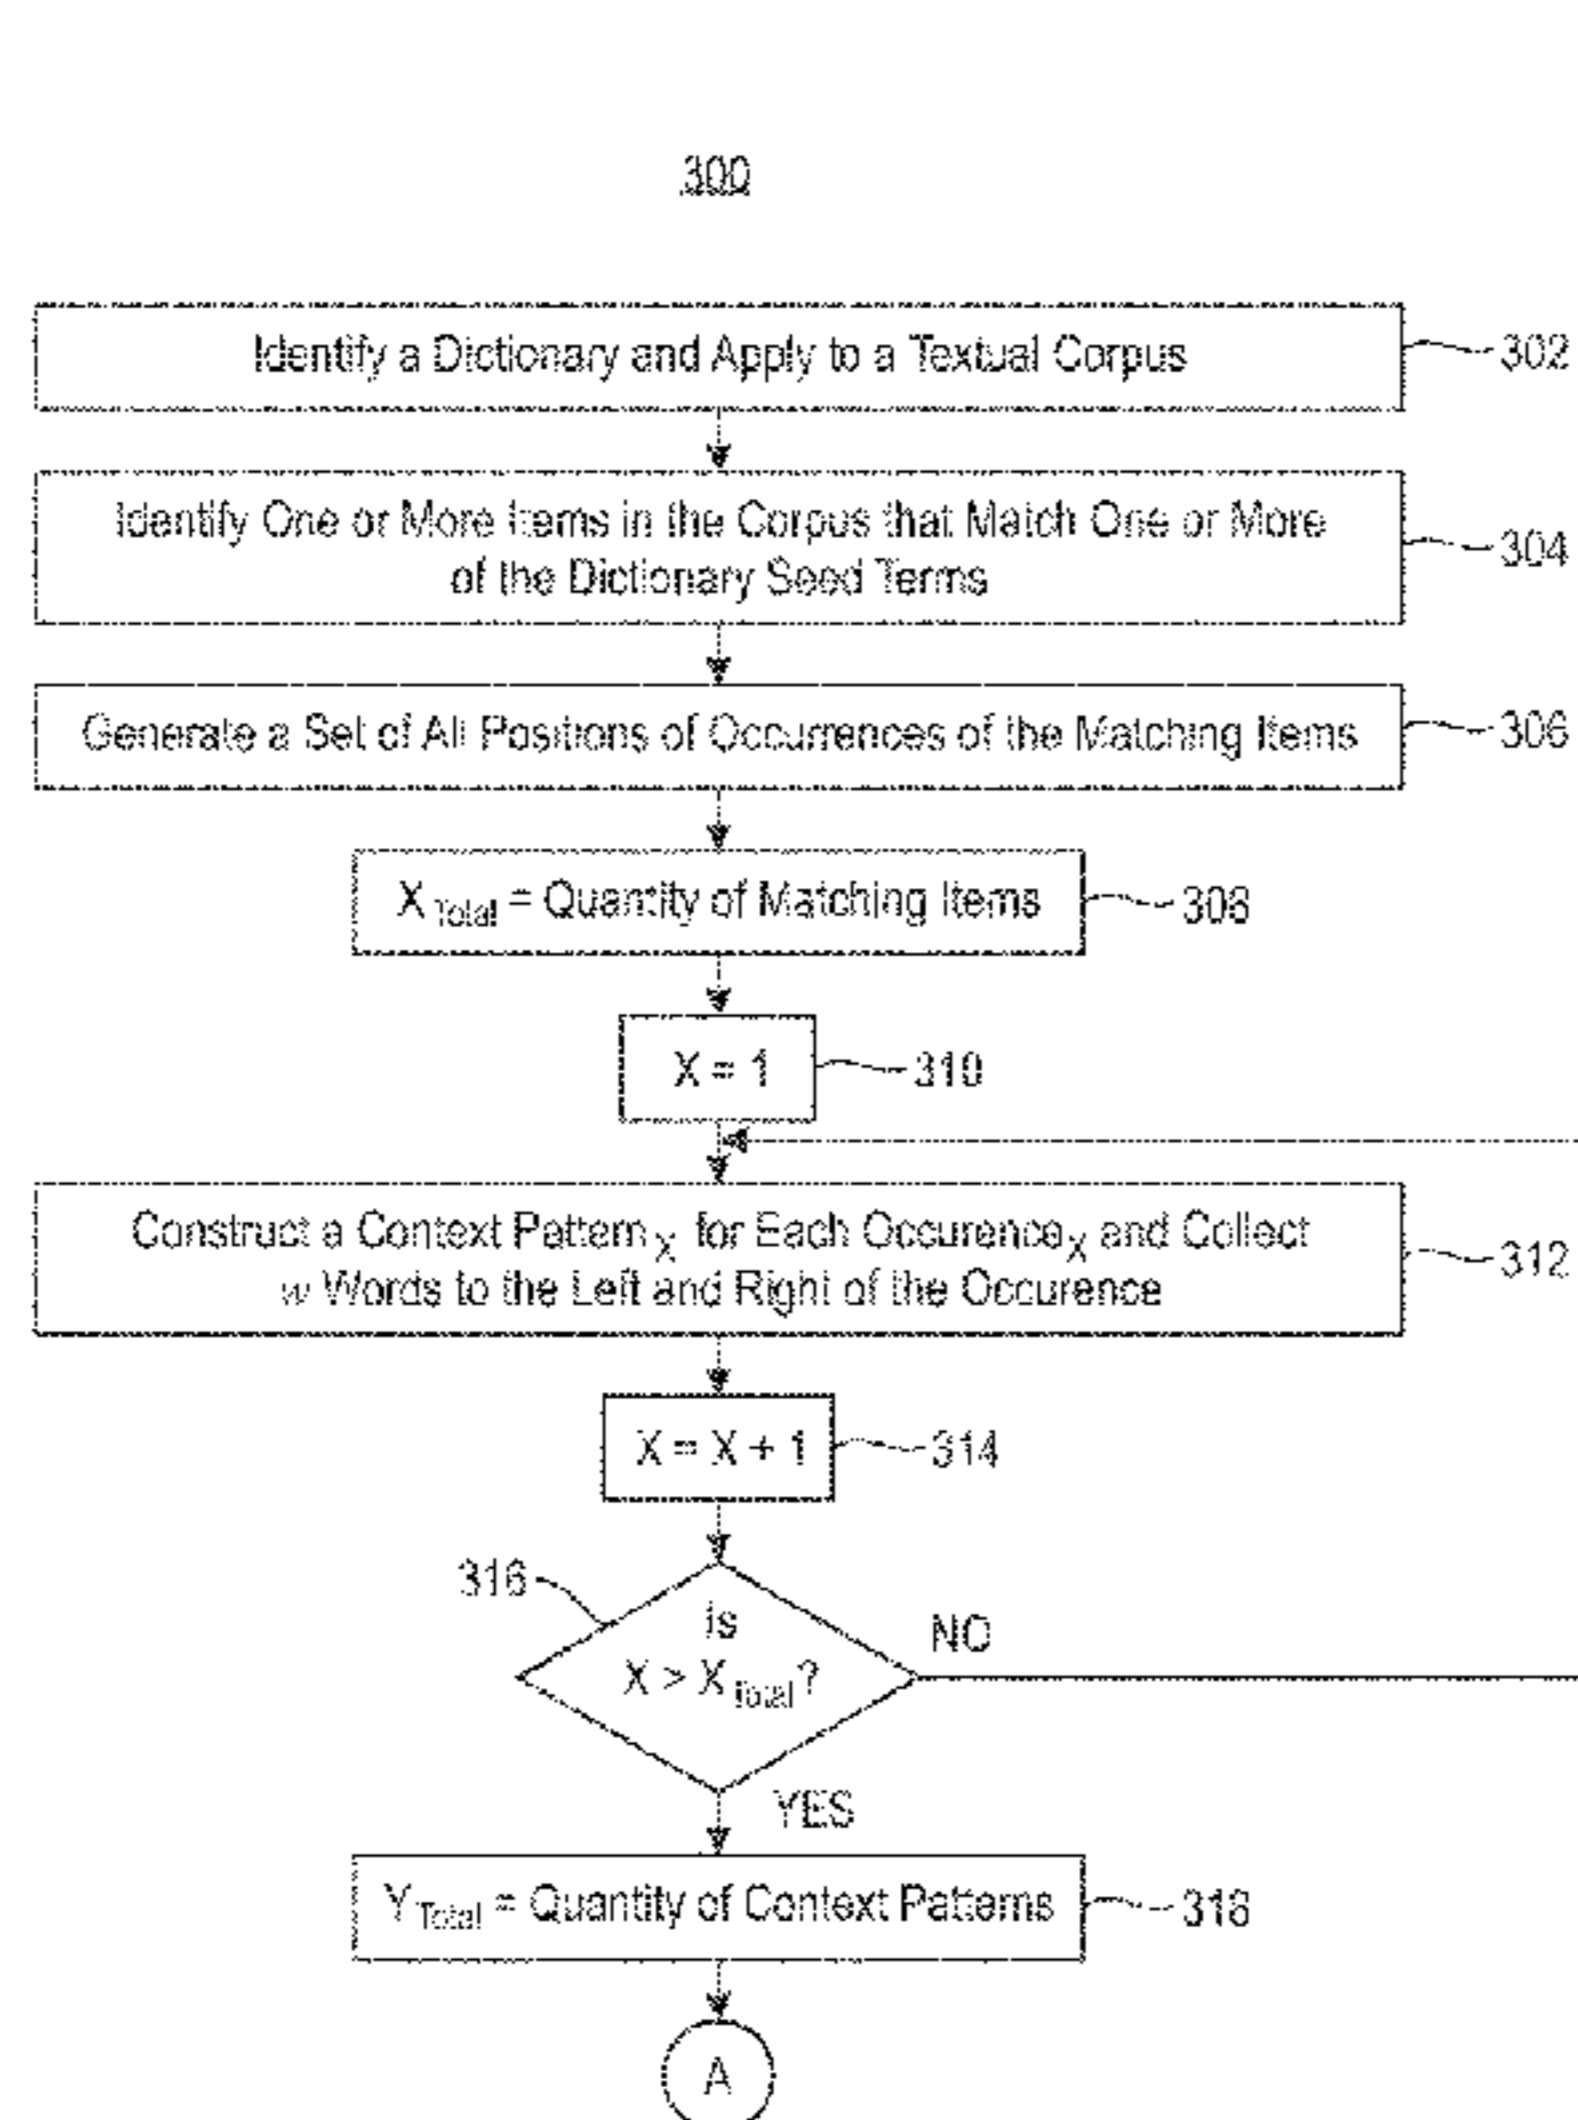 300
Identify a Dictionary and Apply to a Textual Corpus
302
Identify One or More Items in the Corpus that Match One or More
of the Dictionary Seed Terms
304
Generate a Set of All Positions of Occurrences of the Matching Items
306
X Total = Quantity of Matching Items
308
X = 1
310
Construct a Context Pattern X for Each Occurence X and Collect
w Words to the Left and Right of the Occurence
312
X = X + 1
314
316
is
X > X Total?
NO
YES
Y Total = Quantity of Context Patterns
318
A